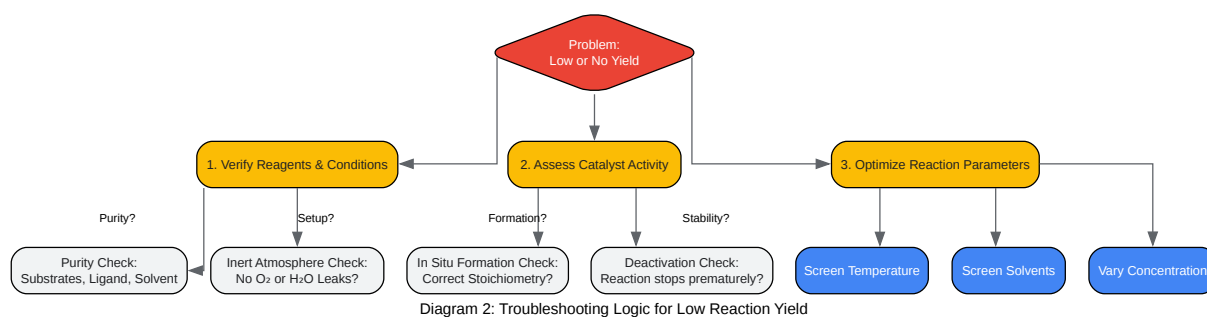 Problem:
Low or No Yield
1. Verify Reagents & Conditions
2. Assess Catalyst Activity
3. Optimize Reaction Parameters
Purity?
Setup?
Formation?
Stability?
Purity Check:
Substrates, Ligand, Solvent
Inert Atmosphere Check:
No O₂ or H₂O Leaks?
In Situ Formation Check:
Correct Stoichiometry?
Deactivation Check:
Reaction stops prematurely?
Screen Temperature
Screen Solvents
Vary Concentration
Diagram 2: Troubleshooting Logic for Low Reaction Yield